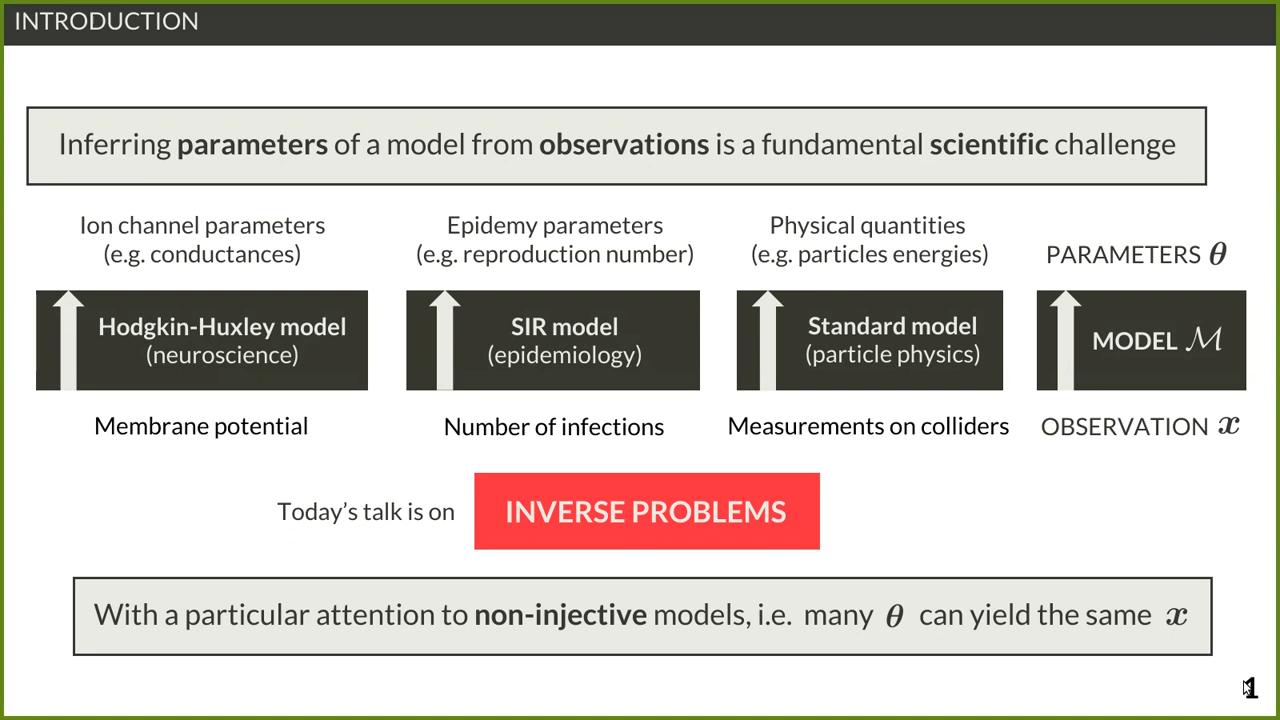 INTRODUCTION
Inferring parameters of a model from observations is a fundamental scientific challenge
Ion channel parameters
(e.g. conductances)
Epidemy parameters
(e.g. reproduction number)
Physical quantities
(e.g. particles energies)
PARAMETERS θ
Hodgkin-Huxley model
(neuroscience)
SIR model
(epidemiology)
Standard model
(particle physics)
MODEL ℳ
Membrane potential
Number of infections
Measurements on colliders
OBSERVATION x
Today's talk is on
INVERSE PROBLEMS
With a particular attention to non-injective models, i.e. many θ can yield the same x
1